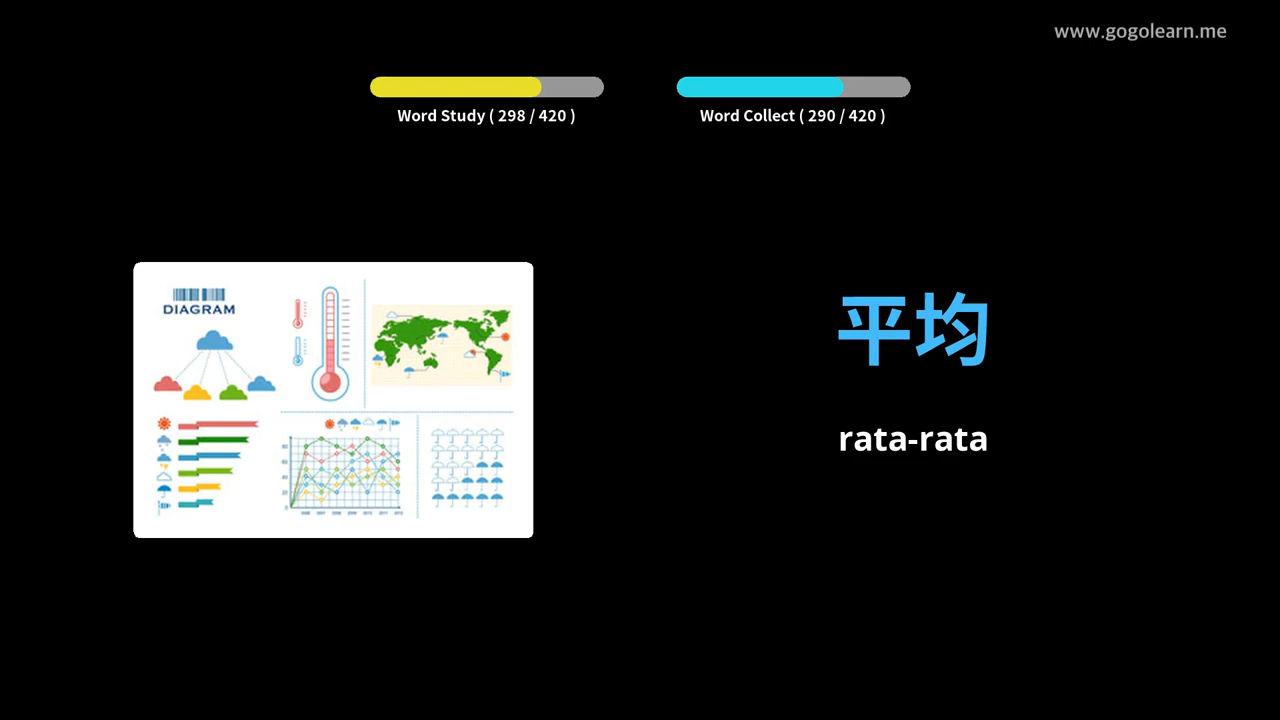 www.gogolearn.me
Word Study ( 298 / 420 )
Word Collect ( 290 / 420 )
DIAGRAM
平均
rata-rata